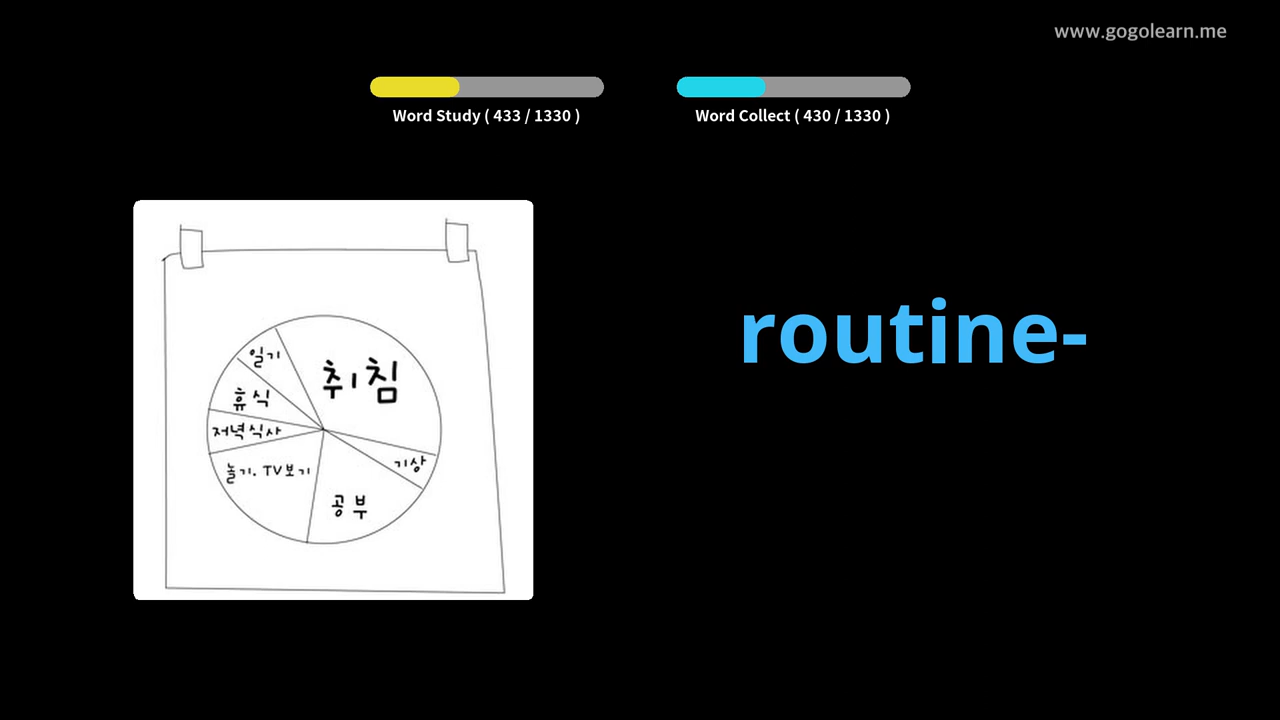 www.gogolearn.me
Word Study ( 433 / 1330 )
Word Collect ( 430 / 1330 )
일기
취침
휴식
저녁식사
기상
놀기. TV보기
공부
routine-